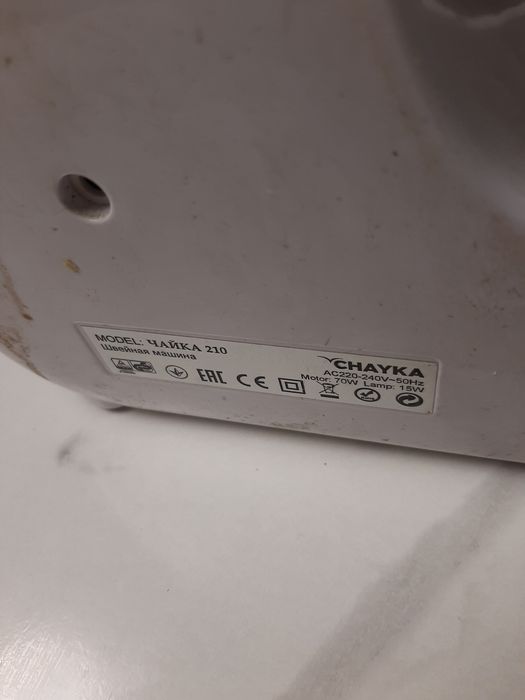 MODEL: ЧАЙКА 210
Швейная машина
CHAYKA
AC220-240V~50Hz
Motor: 70W Lamp: 15W
EAC CE